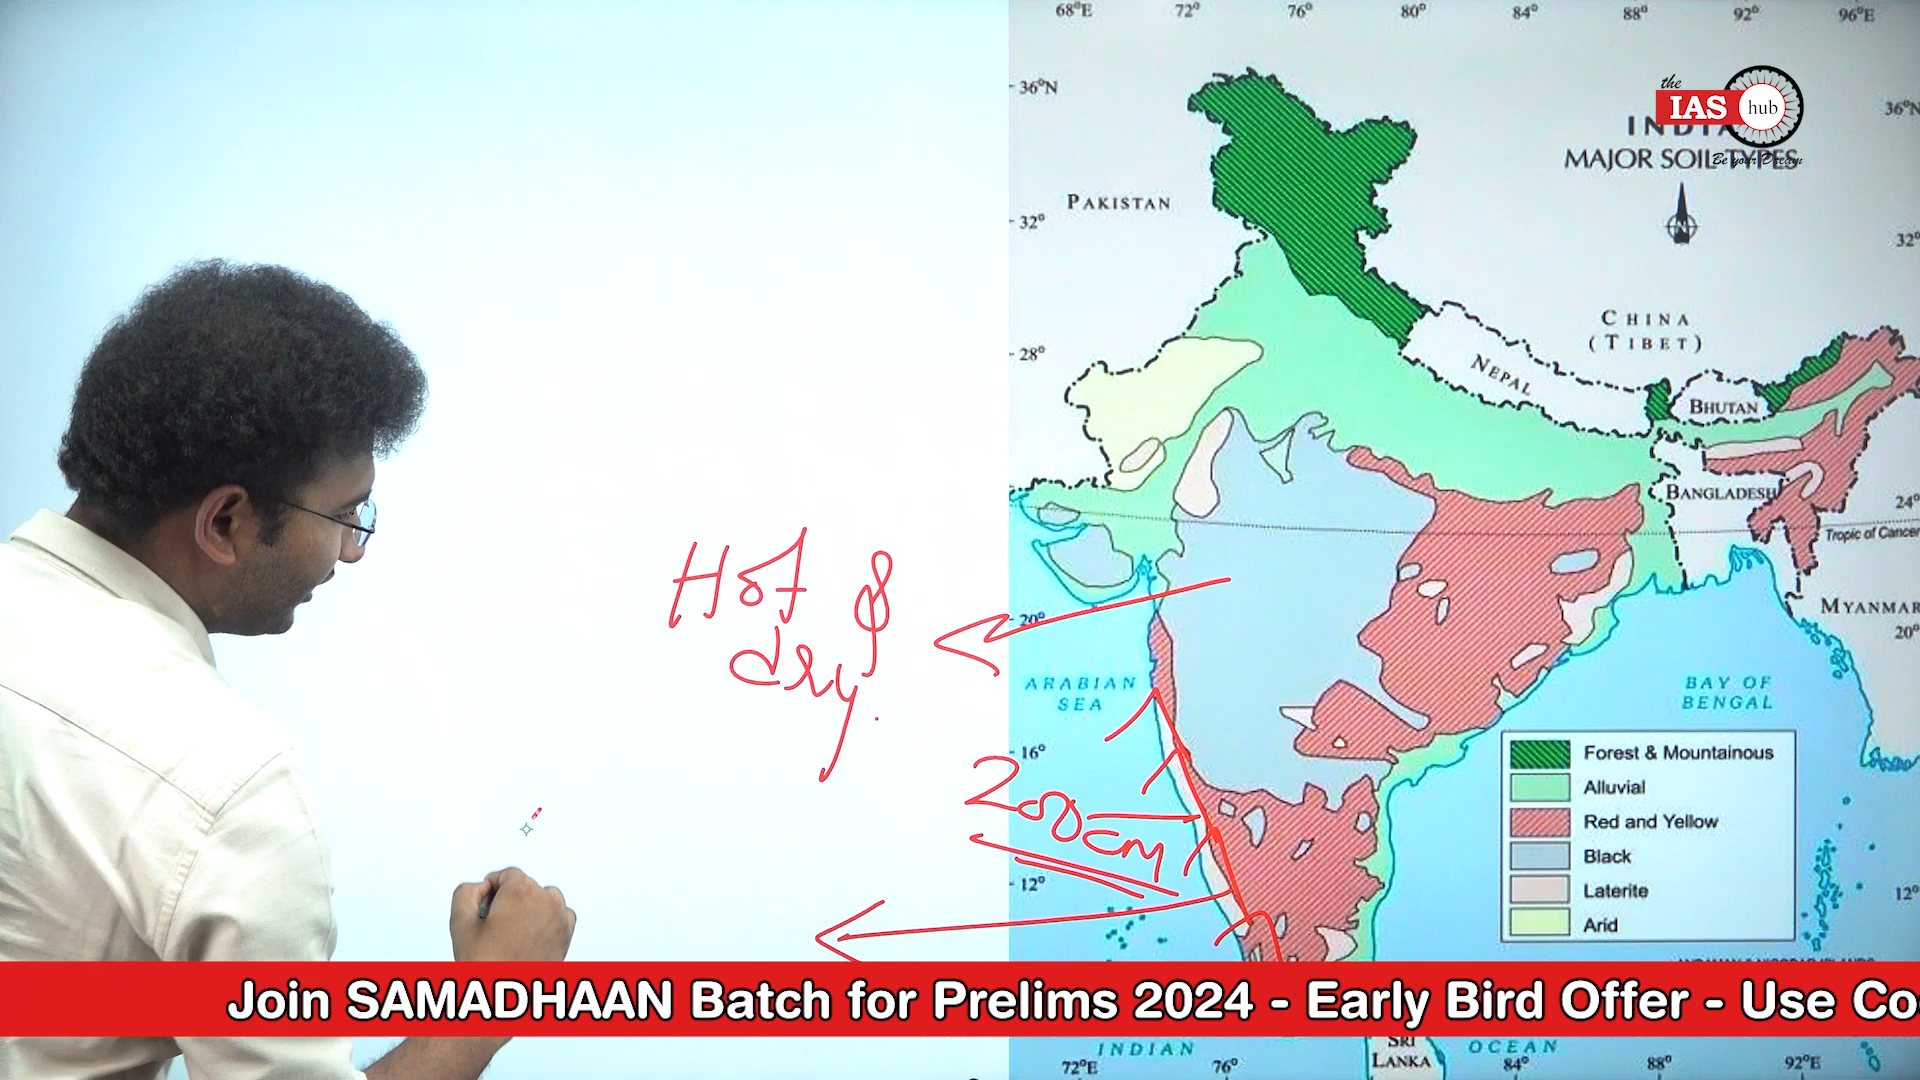 68°E 72° 76° 80° 84° 88° 92° 96°E
the
IAS hub
Be your Dream
36°N
36°N
INDIA
MAJOR SOIL TYPES
PAKISTAN
32°
32°
N
CHINA
(TIBET)
28°
NEPAL
BHUTAN
BANGLADESH
24°
Tropic of Cancer
Hot &
dry.
20°
MYANMAR
20°
ARABIAN
SEA
BAY OF
BENGAL
16°
200cm
12°
12°
Forest & Mountainous
Alluvial
Red and Yellow
Black
Laterite
Arid
Join SAMADHAAN Batch for Prelims 2024 - Early Bird Offer - Use Co
INDIAN
OCEAN
SRI
LANKA
72°E 76° 84° 88° 92°E